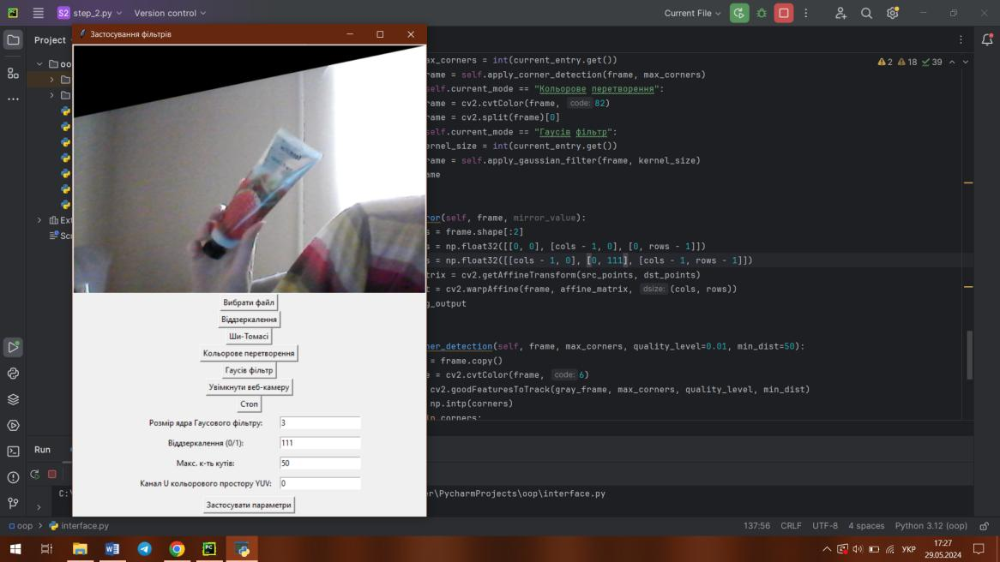 S2 step_2.py Version control Current File
Project
Застосування фільтрів
oo
Ext
Scr
2 18 39
ax_corners = int(current_entry.get())
rame = self.apply_corner_detection(frame, max_corners)
self.current_mode == "Кольорове перетворення":
rame = cv2.cvtColor(frame, code: 82)
rame = cv2.split(frame)[0]
self.current_mode == "Гаусів фільтр":
ernel_size = int(current_entry.get())
rame = self.apply_gaussian_filter(frame, kernel_size)
ame
ror(self, frame, mirror_value):
s = frame.shape[:2]
s = np.float32([[0, 0], [cols - 1, 0], [0, rows - 1]])
s = np.float32([[cols - 1, 0], [0, 111], [cols - 1, rows - 1]])
trix = cv2.getAffineTransform(src_points, dst_points)
t = cv2.warpAffine(frame, affine_matrix, dsize: (cols, rows))
g_output
ner_detection(self, frame, max_corners, quality_level=0.01, min_dist=50):
= frame.copy()
e = cv2.cvtColor(frame, code: 6)
cv2.goodFeaturesToTrack(gray_frame, max_corners, quality_level, min_dist)
np.intp(corners)
in corners:
Вибрати файл
Віддзеркалення
Ши-Томасі
Кольорове перетворення
Гаусів фільтр
Увімкнути веб-камеру
Стоп
Розмір ядра Гаусового фільтру: 3
Віддзеркалення (0/1): 111
Макс. к-ть кутів: 50
Канал U кольорового простору YUV: 0
Застосувати параметри
Run
C:\
er\PycharmProjects\oop\interface.py
oop > interface.py 137:56 CRLF UTF-8 4 spaces Python 3.12 (oop)
УКР
17:27
29.05.2024